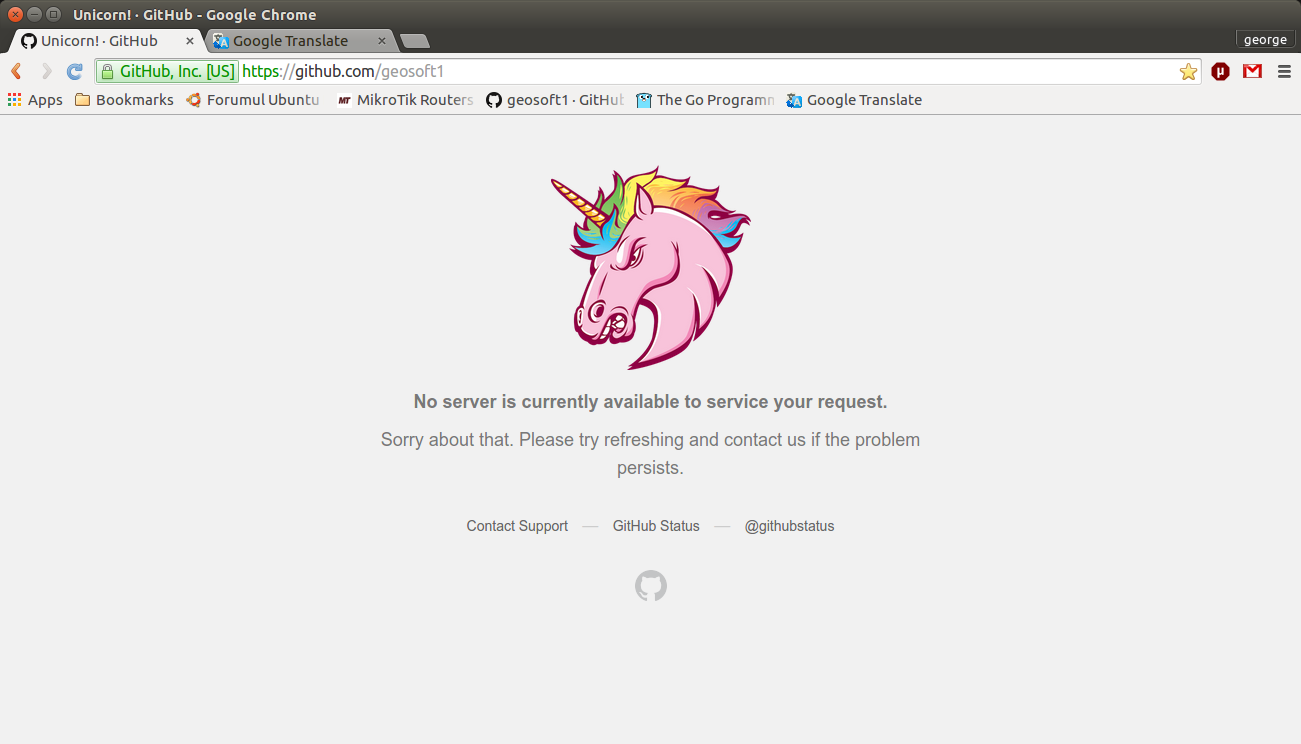 Unicorn! · GitHub - Google Chrome
Unicorn! · GitHub
Google Translate
george
GitHub, Inc. [US] https://github.com/geosoft1
Apps Bookmarks Forumul Ubuntu MikroTik Routers geosoft1 · GitHub The Go Programm Google Translate
No server is currently available to service your request.
Sorry about that. Please try refreshing and contact us if the problem
persists.
Contact Support — GitHub Status — @githubstatus